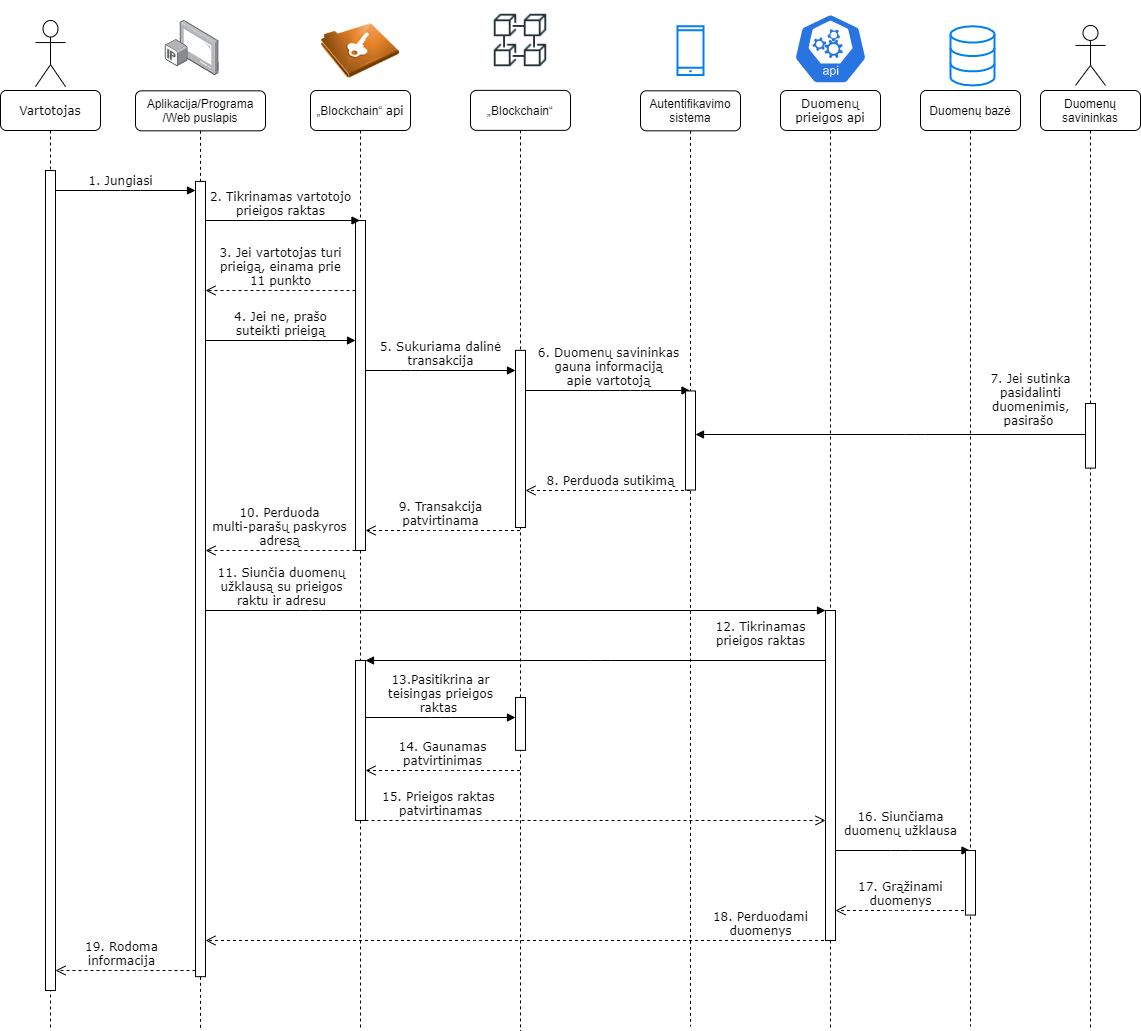 IP
api
Vartotojas
Aplikacija/Programa
/Web puslapis
„Blockchain“ api
„Blockchain“
Autentifikavimo
sistema
Duomenų
prieigos api
Duomenų bazė
Duomenų
savininkas
1. Jungiasi
2. Tikrinamas vartotojo
prieigos raktas
3. Jei vartotojas turi
prieigą, einama prie
11 punkto
4. Jei ne, prašo
suteikti prieigą
5. Sukuriama dalinė
transakcija
6. Duomenų savininkas
gauna informaciją
apie vartotoją
7. Jei sutinka
pasidalinti
duomenimis,
pasirašo
8. Perduoda sutikimą
9. Transakcija
patvirtinama
10. Perduoda
multi-parašų paskyros
adresą
11. Siunčia duomenų
užklausą su prieigos
raktu ir adresu
12. Tikrinamas
prieigos raktas
13.Pasitikrina ar
teisingas prieigos
raktas
14. Gaunamas
patvirtinimas
15. Prieigos raktas
patvirtinamas
16. Siunčiama
duomenų užklausa
17. Grąžinami
duomenys
18. Perduodami
duomenys
19. Rodoma
informacija